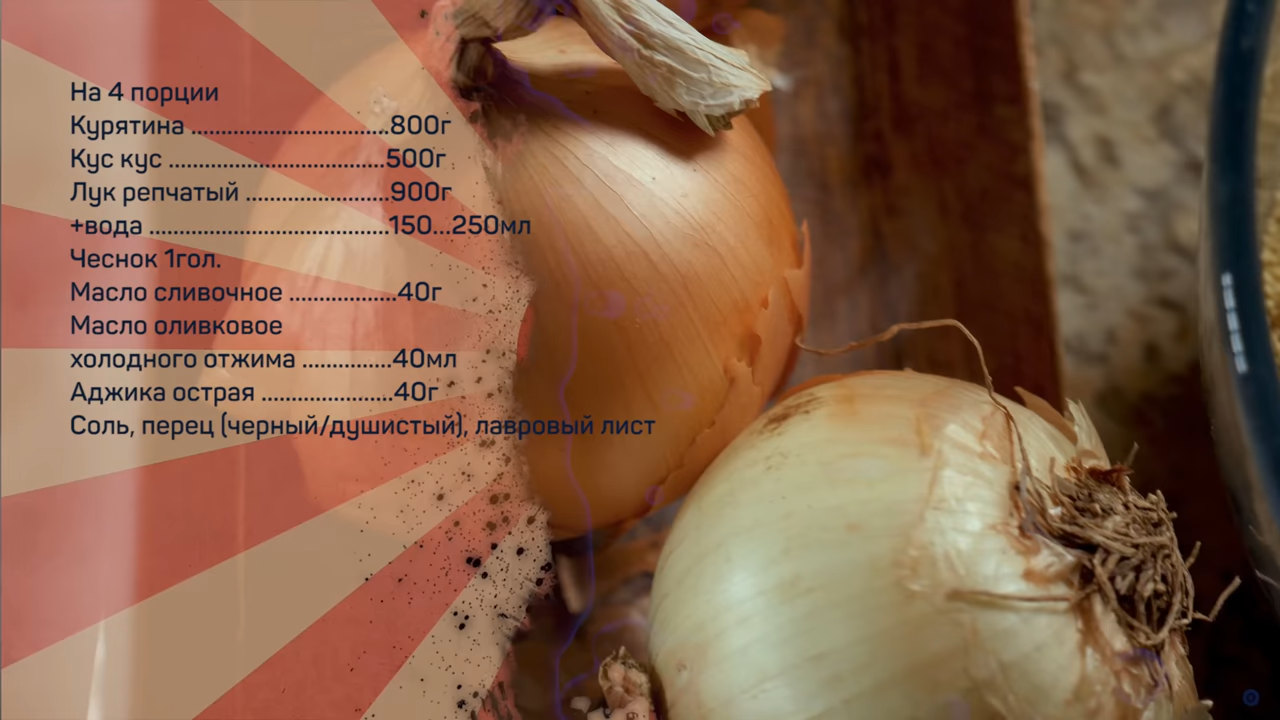 На 4 порции
Курятина ..............................800г
Кус кус .................................500г
Лук репчатый ......................900г
+вода ....................................150...250мл
Чеснок 1гол.
Масло сливочное .................40г
Масло оливковое
холодного отжима ..............40мл
Аджика острая ....................40г
Соль, перец (черный/душистый), лавровый лист